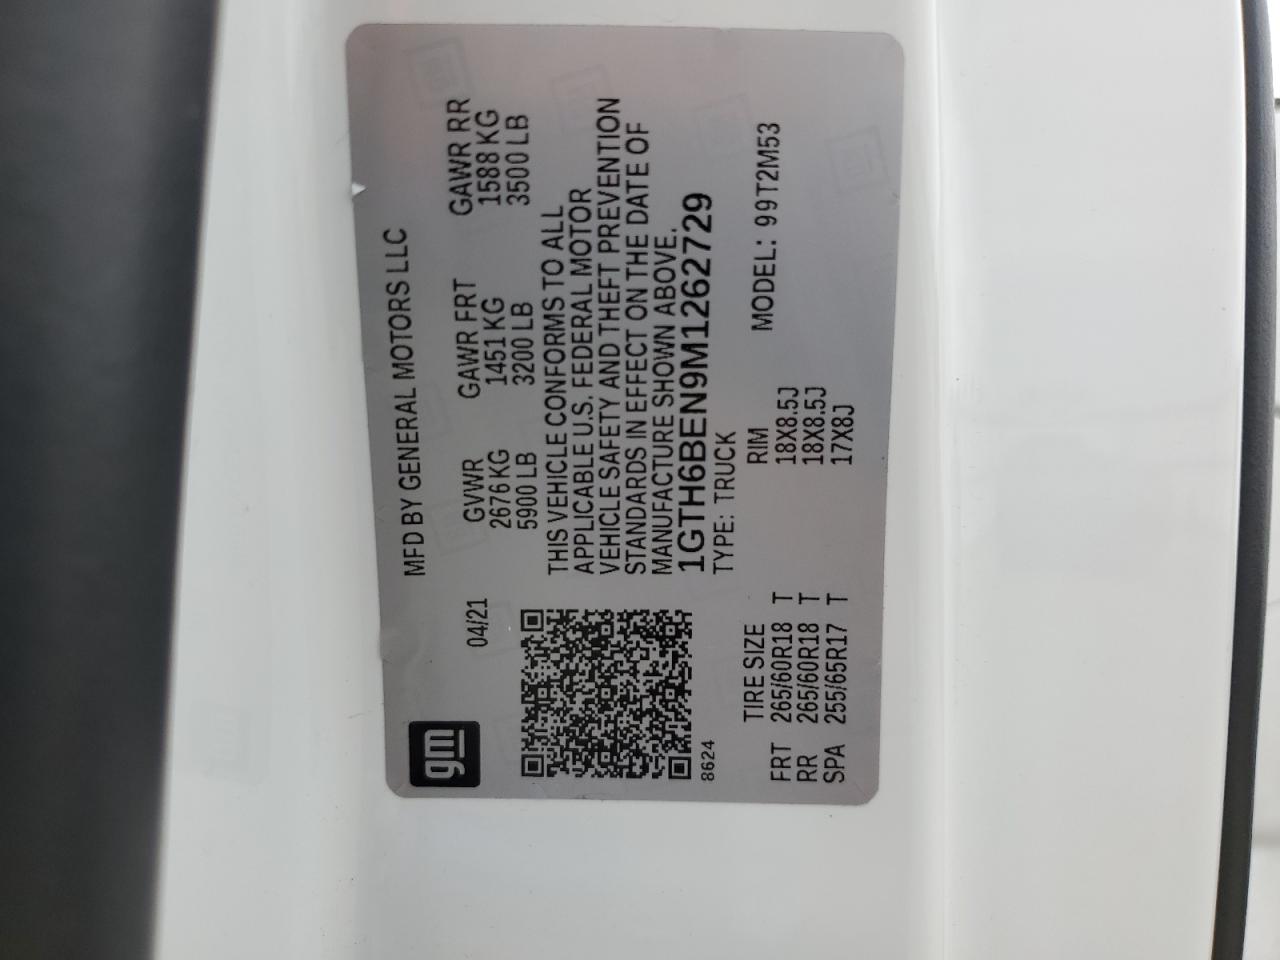 gm
MFD BY GENERAL MOTORS LLC
04/21
GVWR GAWR FRT GAWR RR
2676 KG 1451 KG 1588 KG
5900 LB 3200 LB 3500 LB
THIS VEHICLE CONFORMS TO ALL
APPLICABLE U.S. FEDERAL MOTOR
VEHICLE SAFETY AND THEFT PREVENTION
STANDARDS IN EFFECT ON THE DATE OF
MANUFACTURE SHOWN ABOVE.
1GTH6BEN9M1262729
8624
TYPE: TRUCK
TIRE SIZE RIM MODEL: 99T2M53
FRT 265/60R18 T 18X8.5J
RR 265/60R18 T 18X8.5J
SPA 255/65R17 T 17X8J